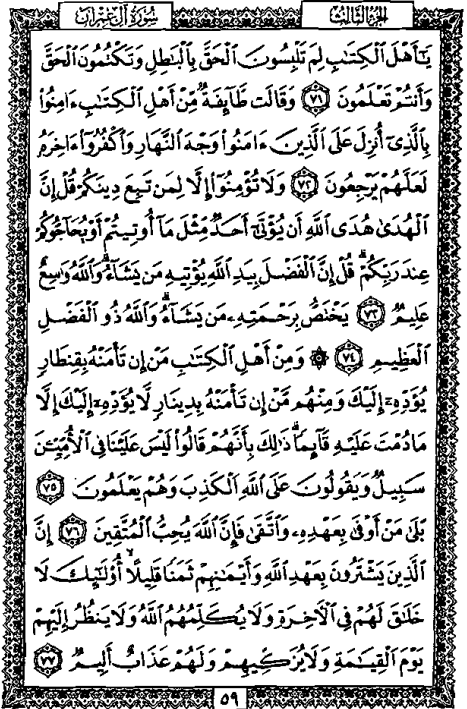 سُورَةُ آلِ عِمْرَان
الجزء الثالث
يَـٰٓأَهْلَ ٱلْكِتَـٰبِ لِمَ تَلْبِسُونَ ٱلْحَقَّ بِٱلْبَـٰطِلِ وَتَكْتُمُونَ ٱلْحَقَّ
وَأَنتُمْ تَعْلَمُونَ ٧١ وَقَالَت طَّآئِفَةٌ مِّنْ أَهْلِ ٱلْكِتَـٰبِ ءَامِنُوا۟
بِٱلَّذِىٓ أُنزِلَ عَلَى ٱلَّذِينَ ءَامَنُوا۟ وَجْهَ ٱلنَّهَارِ وَٱكْفُرُوٓا۟ ءَاخِرَهُۥ
لَعَلَّهُمْ يَرْجِعُونَ ٧٢ وَلَا تُؤْمِنُوٓا۟ إِلَّا لِمَن تَبِعَ دِينَكُمْ قُلْ إِنَّ
ٱلْهُدَىٰ هُدَى ٱللَّهِ أَن يُؤْتَىٰٓ أَحَدٌ مِّثْلَ مَآ أُوتِيتُمْ أَوْ يُحَآجُّوكُمْ
عِندَ رَبِّكُمْ ۗ قُلْ إِنَّ ٱلْفَضْلَ بِيَدِ ٱللَّهِ يُؤْتِيهِ مَن يَشَآءُ ۗ وَٱللَّهُ وَٰسِعٌ
عَلِيمٌ ٧٣ يَخْتَصُّ بِرَحْمَتِهِۦ مَن يَشَآءُ ۗ وَٱللَّهُ ذُو ٱلْفَضْلِ
ٱلْعَظِيمِ ٧٤ ۞ وَمِنْ أَهْلِ ٱلْكِتَـٰبِ مَنْ إِن تَأْمَنْهُ بِقِنطَارٍ
يُؤَدِّهِۦٓ إِلَيْكَ وَمِنْهُم مَّنْ إِن تَأْمَنْهُ بِدِينَارٍ لَّا يُؤَدِّهِۦٓ إِلَيْكَ إِلَّا
مَا دُمْتَ عَلَيْهِ قَآئِمًا ۗ ذَٰلِكَ بِأَنَّهُمْ قَالُوا۟ لَيْسَ عَلَيْنَا فِى ٱلْأُمِّيِّـۧنَ
سَبِيلٌ وَيَقُولُونَ عَلَى ٱللَّهِ ٱلْكَذِبَ وَهُمْ يَعْلَمُونَ ٧٥
بَلَىٰ مَنْ أَوْفَىٰ بِعَهْدِهِۦ وَٱتَّقَىٰ فَإِنَّ ٱللَّهَ يُحِبُّ ٱلْمُتَّقِينَ ٧٦ إِنَّ
ٱلَّذِينَ يَشْتَرُونَ بِعَهْدِ ٱللَّهِ وَأَيْمَـٰنِهِمْ ثَمَنًا قَلِيلًا أُو۟لَـٰٓئِكَ لَا
خَلَـٰقَ لَهُمْ فِى ٱلْـَٔاخِرَةِ وَلَا يُكَلِّمُهُمُ ٱللَّهُ وَلَا يَنظُرُ إِلَيْهِمْ
يَوْمَ ٱلْقِيَـٰمَةِ وَلَا يُزَكِّيهِمْ وَلَهُمْ عَذَابٌ أَلِيمٌ ٧٧
٥٩